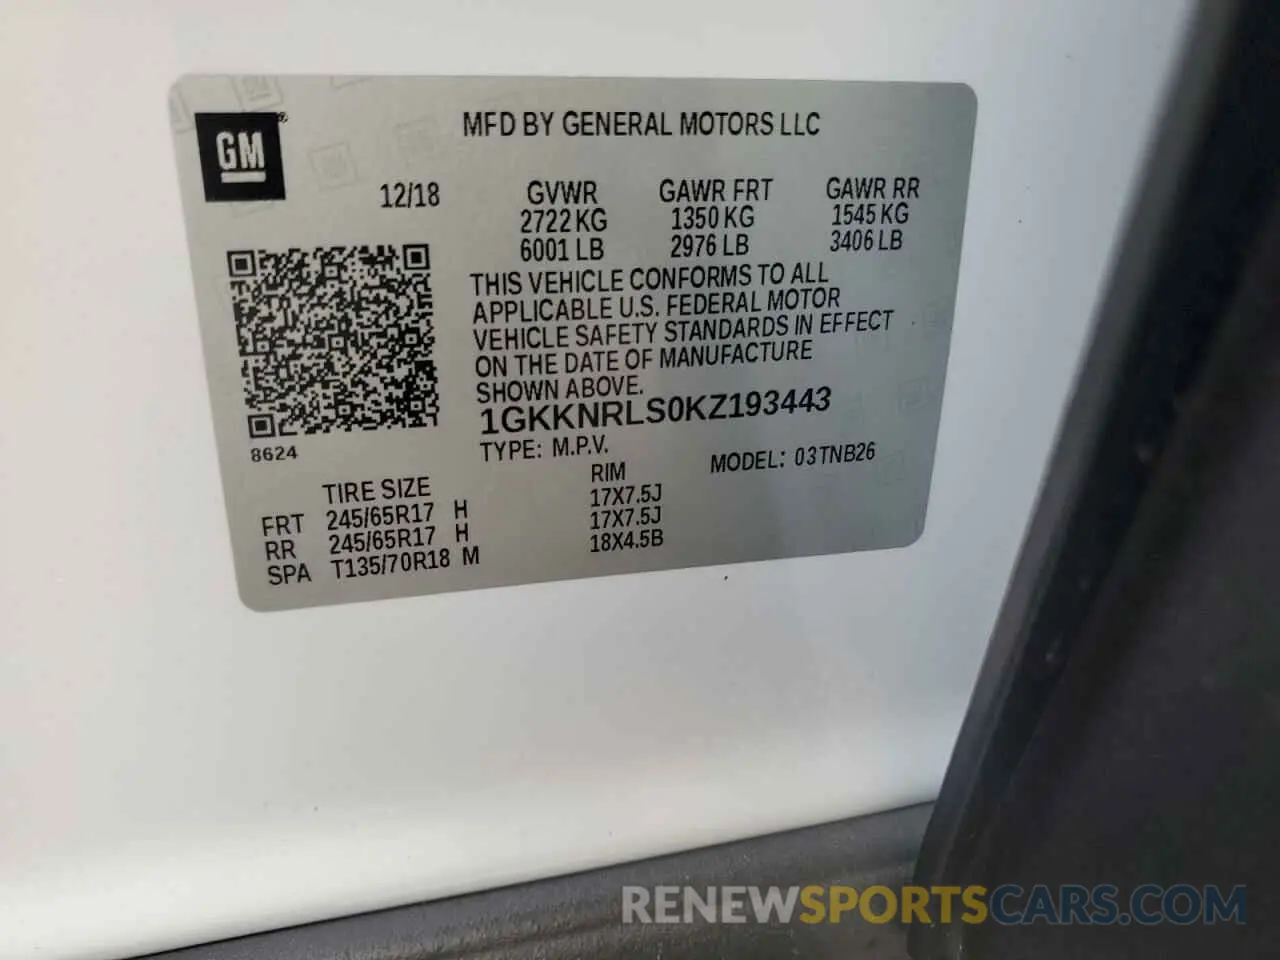 GM®
MFD BY GENERAL MOTORS LLC
12/18 GVWR GAWR FRT GAWR RR
2722 KG 1350 KG 1545 KG
6001 LB 2976 LB 3406 LB
THIS VEHICLE CONFORMS TO ALL
APPLICABLE U.S. FEDERAL MOTOR
VEHICLE SAFETY STANDARDS IN EFFECT
ON THE DATE OF MANUFACTURE
SHOWN ABOVE.
1GKKNRLS0KZ193443
8624
TYPE: M.P.V. MODEL: 03TNB26
TIRE SIZE RIM
FRT 245/65R17 H 17X7.5J
RR 245/65R17 H 17X7.5J
SPA T135/70R18 M 18X4.5B
RENEWSPORTSCARS.COM